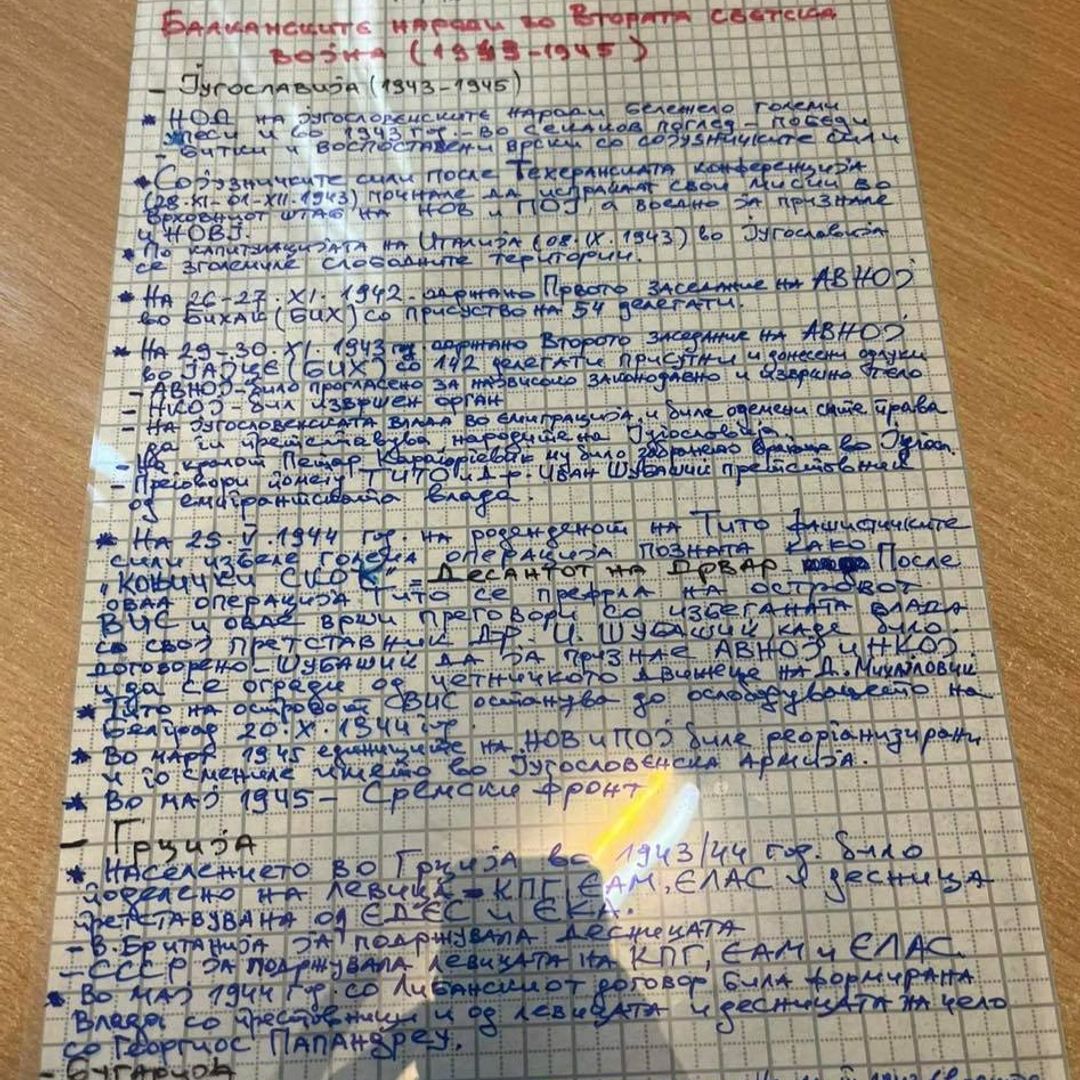 Балканските народи во Втората светска
војна (1943-1945)
- Југославија (1943-1945)
* НОД на југословенските народи бележело големи
успеси и во 1943 год. - во секаков поглед - победи
- битки и воспоставени врски со сојузничките сили
* Сојузничките сили после Техеранската конференција
(28-XI-01-XII-1943) почнале да испраќаат свои мисии во
Врховниот штаб на НОВ и ПОЈ а воедно ја признале
и НОВЈ.
* По капитулацијата на Италија (08.IX.1943) во Југославија
се зголемиле слободните територии.
* На 26-27.XI.1942-одржано Првото заседание на АВНОЈ
во Бихаќ (БИХ) со присуство на 54 делегати.
* На 29-30.XI.1943 одржано Второто заседание на АВНОЈ
во Јајце (БИХ) со 142 делегати присутни и донесени одлуки
- АВНОЈ-било прогласено за највисоко законодавно и извршно тело
- НКОЈ-бил извршен орган
- На југословенската влада во емиграција и биле одземени сите права
да ги претставува народите на Југославија
- На кралот Петар Караѓорѓевиќ му било забрането враќање во Југосл.
- Преговори помеѓу ТИТО и Д-р. Иван Шубашиќ претставник
од емигрантската влада.
* На 25.V.1944 год. на роденденот на Тито фашистичките
сили извеле голема операција позната како
„Коњички скок" - Десантот на Дрвар После
оваа операција Тито се префрла на островот
ВИС и овде врши преговори со избеганата влада
со свој претставник Д-р. И. Шубашиќ каде било
договорено-Шубашиќ да ја признае АВНОЈ и НКОЈ
и да се огради од четничкото движење на Д. Михаловиќ
* Тито на островот ВИС останува до ослободувањето на
Белград 20.X.1944 год.
* Во март 1945 единиците на НОВ и ПОЈ биле реорганизирани
и го смениле името во Југословенска Армија.
* Во мај 1945 - Сремски фронт
- Грција
* Населението во Грција во 1943/44 год. било
поделено на левица - КПГ, ЕАМ, ЕЛАС и десница
претставувана од ЕДЕС и ЕКА.
- В. Британија ја подржувала десницата
- СССР ја подржувала левицата на КПГ, ЕАМ и ЕЛАС.
* Во мај 1944 год. со Либанскиот договор била формирана
Влада со претставници и од левицата и десницата на чело
со Георгиос Папандреу.
- Бугарија